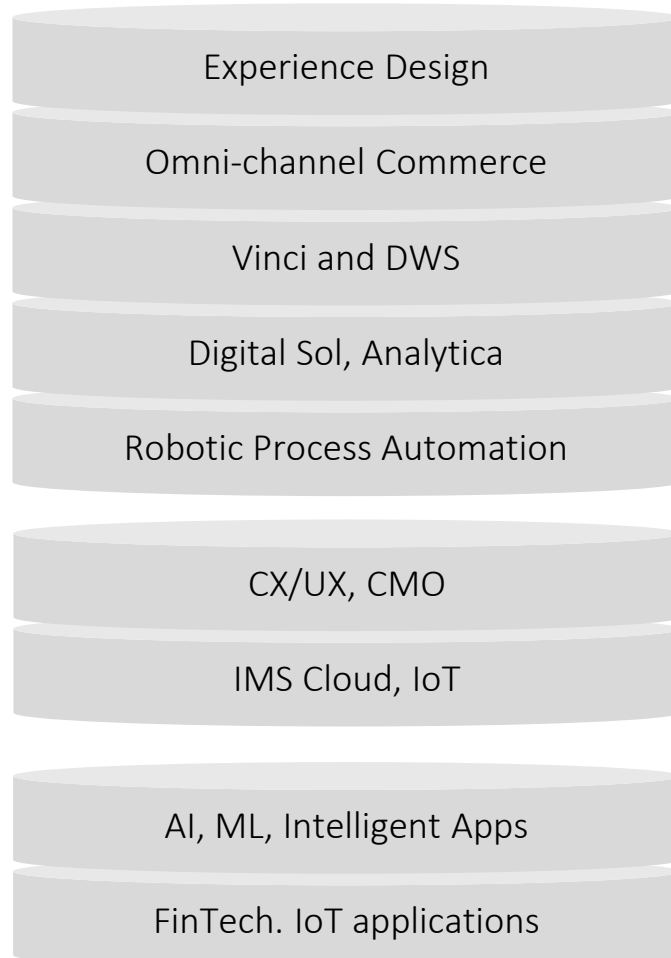 Experience Design
Omni-channel Commerce
Vinci and DWS
Digital Sol, Analytica
Robotic Process Automation
CX/UX, CMO
IMS Cloud, IoT
AI, ML, Intelligent Apps
FinTech. IoT applications